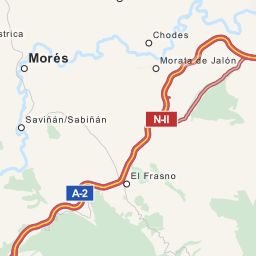 strica
Chodes
Morés
Morata de Jalón
Saviñán/Sabiñán
N-II
El Frasno
A-2